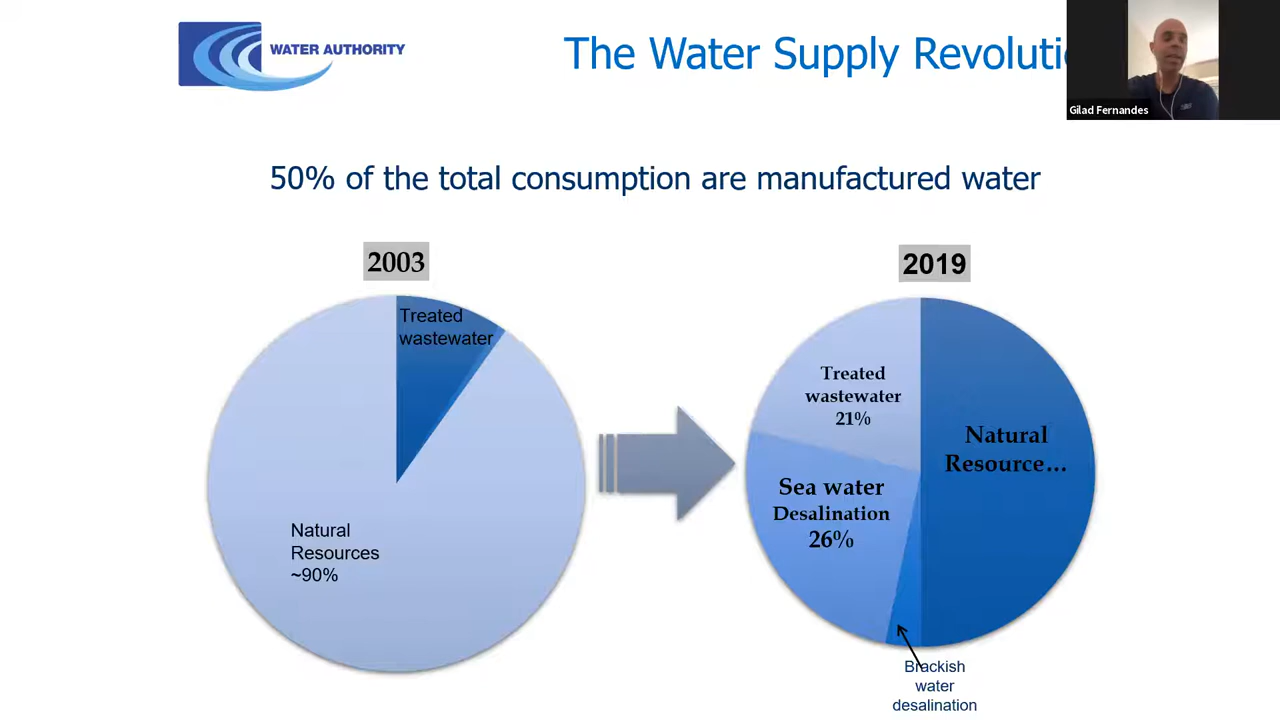 WATER AUTHORITY
The Water Supply Revoluti
Gilad Fernandes
50% of the total consumption are manufactured water
2003
Treated
wastewater
Natural
Resources
~90%
2019
Treated
wastewater
21%
Natural
Resource…
Sea water
Desalination
26%
Brackish
water
desalination